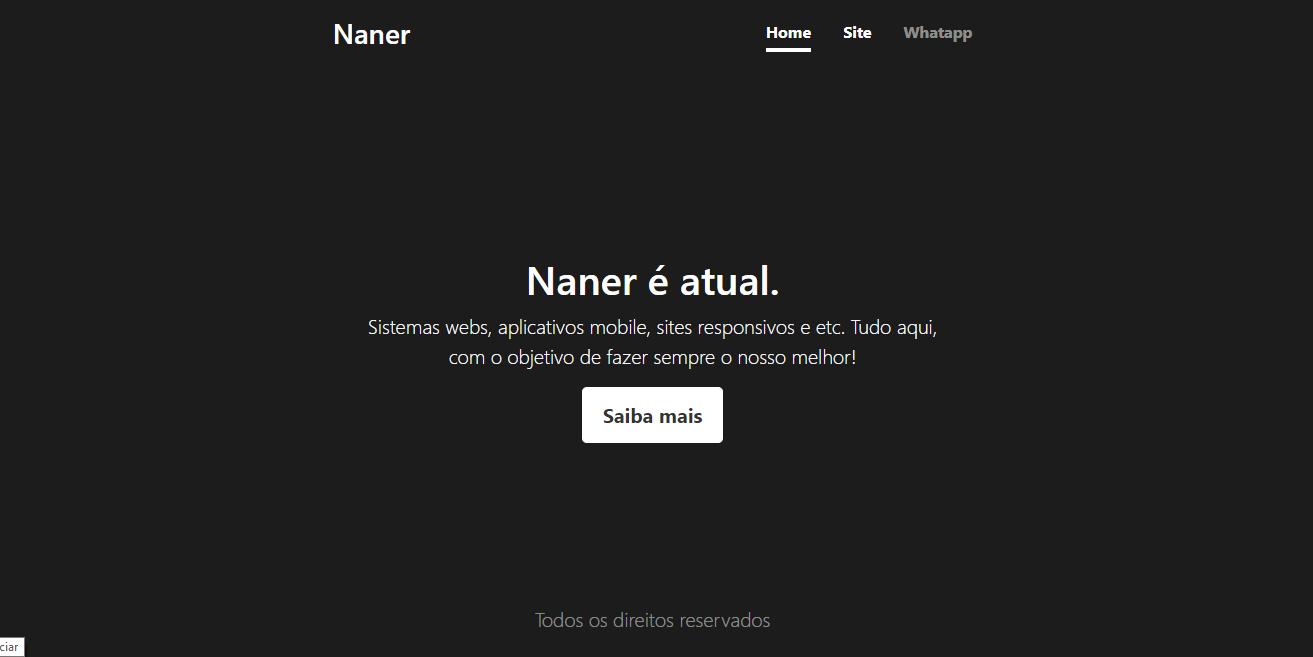 Naner
Home Site Whatapp
Naner é atual.
Sistemas webs, aplicativos mobile, sites responsivos e etc. Tudo aqui,
com o objetivo de fazer sempre o nosso melhor!
Saiba mais
Todos os direitos reservados
ciar